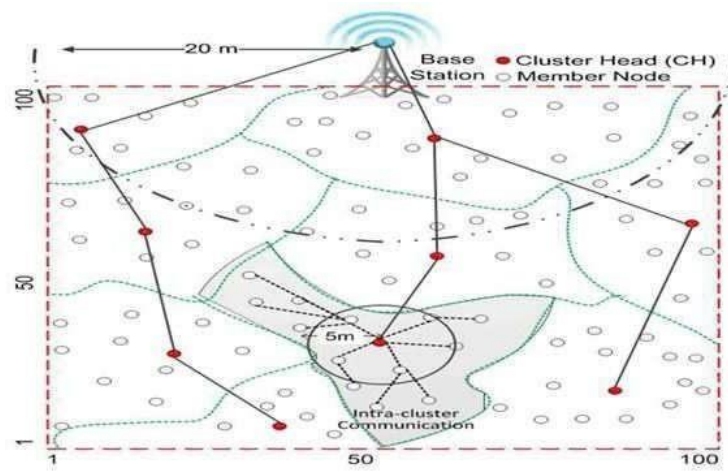 20 m
Base Station
Cluster Head (CH)
Member Node
100
50
1
5m
Intra-cluster
Communication
1
50
100